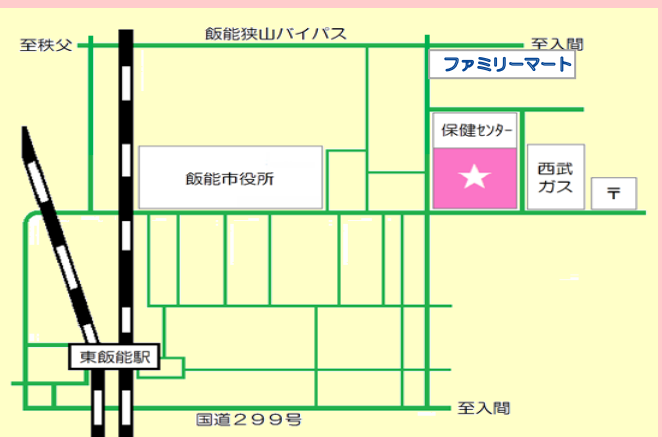 飯能狭山バイパス
至秩父
至入間
ファミリーマート
保健センター
飯能市役所
西武
ガス
〒
東飯能駅
至入間
国道299号